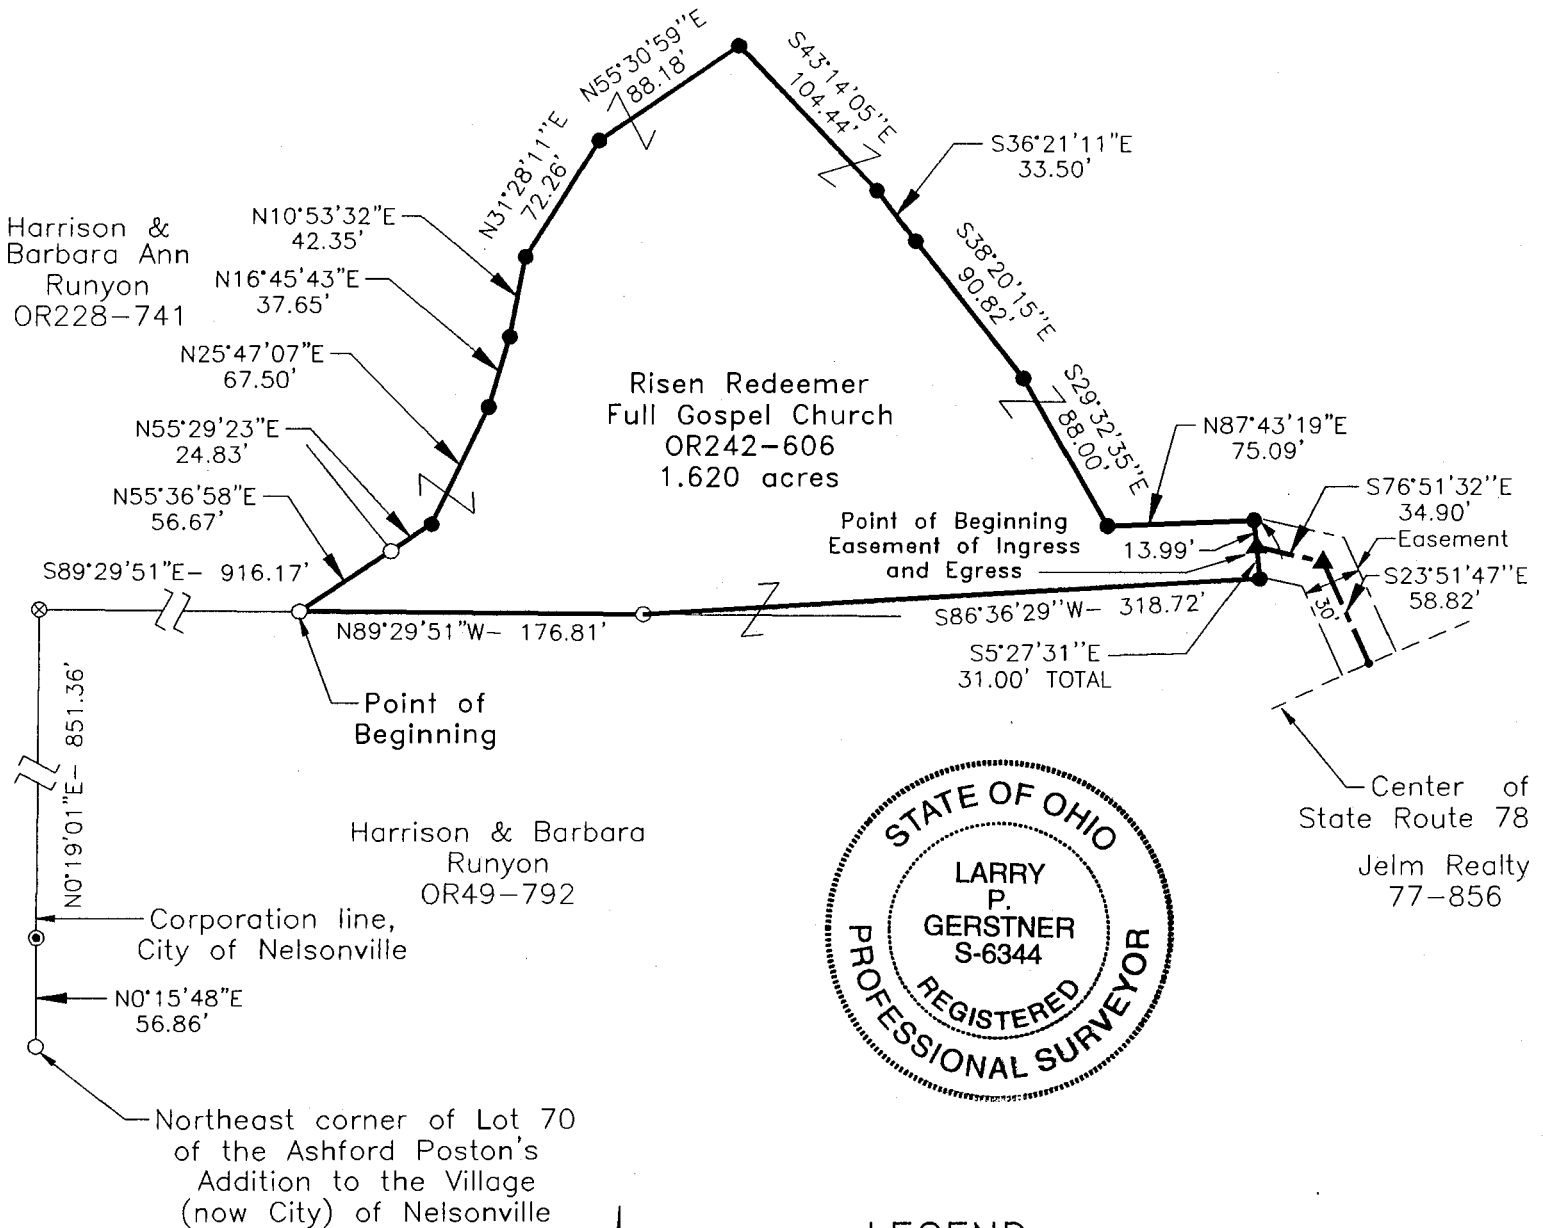 N55°30'59''E
88.18'
S43°14'05''E
104.44'
S36°21'11''E
33.50'
N31°28'11''E
72.26'
Harrison &
Barbara Ann
Runyon
OR228-741
N10°53'32"E
42.35'
N16°45'43"E
37.65'
N25°47'07"E
67.50'
N55°29'23"E
24.83'
N55°36'58"E
56.67'
S38°20'15''E
90.82'
Risen Redeemer
Full Gospel Church
OR242-606
1.620 acres
S29°32'35''E
88.00'
N87°43'19"E
75.09'
S76°51'32''E
34.90'
Easement
Point of Beginning
Easement of Ingress
and Egress
13.99'
S23°51'47"E
58.82'
30'
S89°29'51"E- 916.17'
N89°29'51"W- 176.81'
S86°36'29''W- 318.72'
S5°27'31''E
31.00' TOTAL
Point of
Beginning
N0°19'01"E- 851.36'
Center of
State Route 78
Jelm Realty
77-856
Harrison & Barbara
Runyon
OR49-792
Corporation line,
City of Nelsonville
N0°15'48"E
56.86'
STATE OF OHIO
LARRY
P.
GERSTNER
S-6344
REGISTERED
PROFESSIONAL SURVEYOR
Northeast corner of Lot 70
of the Ashford Poston's
Addition to the Village
(now City) of Nelsonville
LEGEND